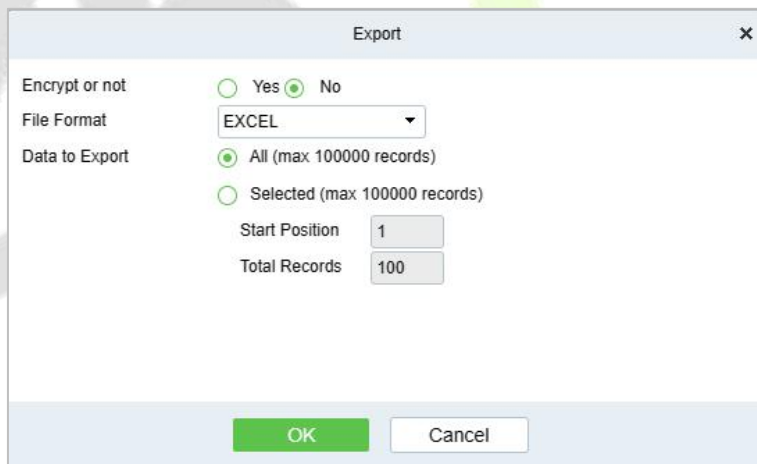 Export
Encrypt or not Yes No
File Format EXCEL
Data to Export All (max 100000 records)
Selected (max 100000 records)
Start Position 1
Total Records 100
OK Cancel